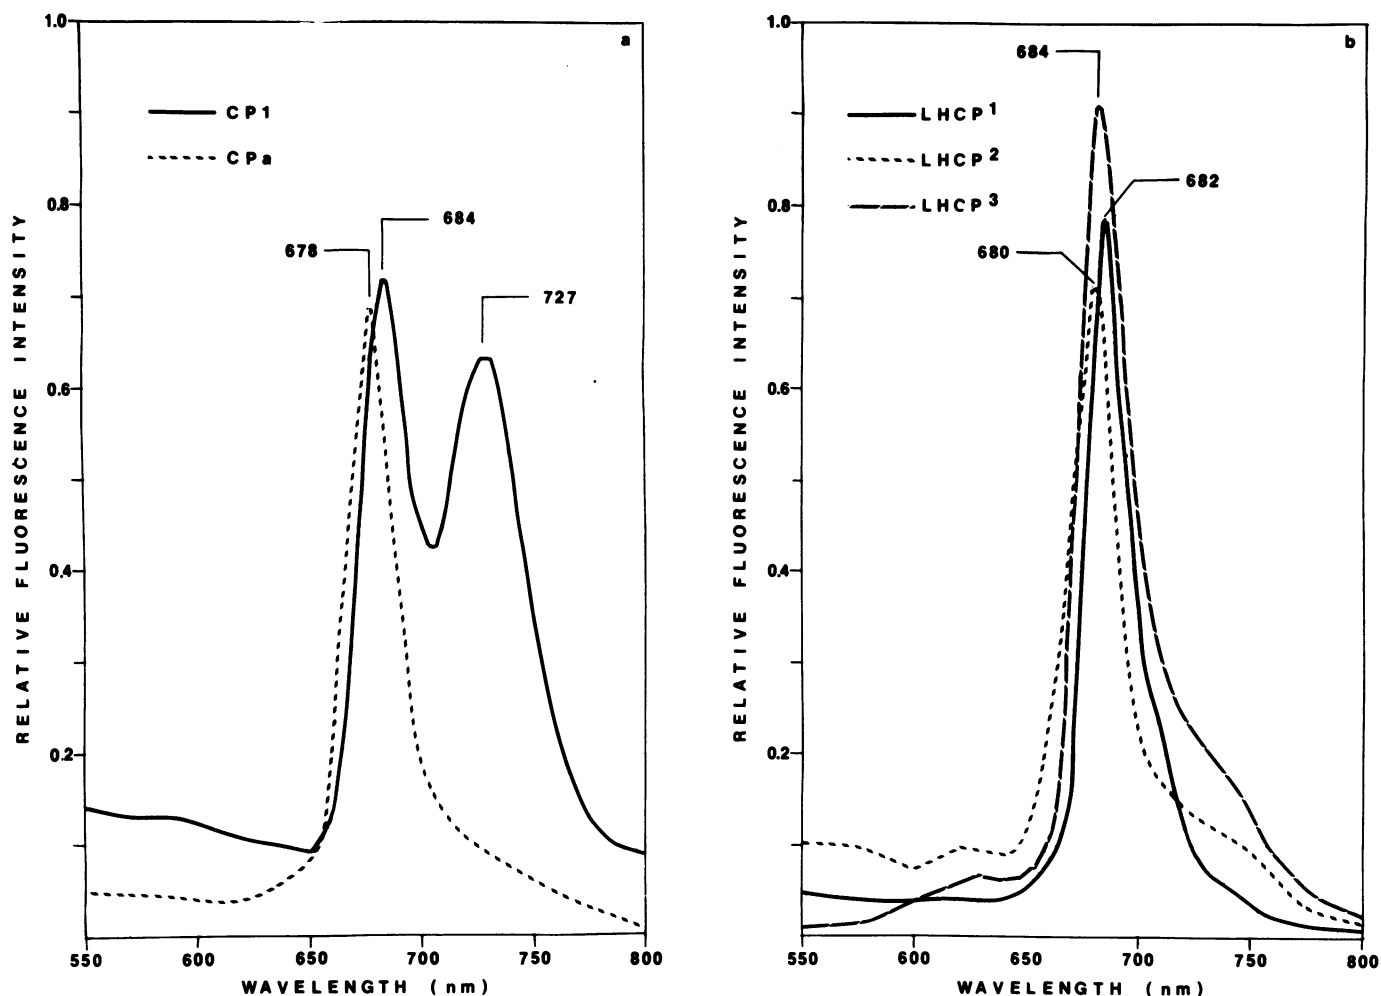 a
CP1
CPa
684
678
727
1.0
0.8
0.6
0.4
0.2
RELATIVE FLUORESCENCE INTENSITY
550 600 650 700 750 800
WAVELENGTH (nm)
b
684
LHCP1
LHCP2
LHCP3
682
680
1.0
0.8
0.6
0.4
0.2
RELATIVE FLUORESCENCE INTENSITY
550 600 650 700 750 800
WAVELENGTH (nm)